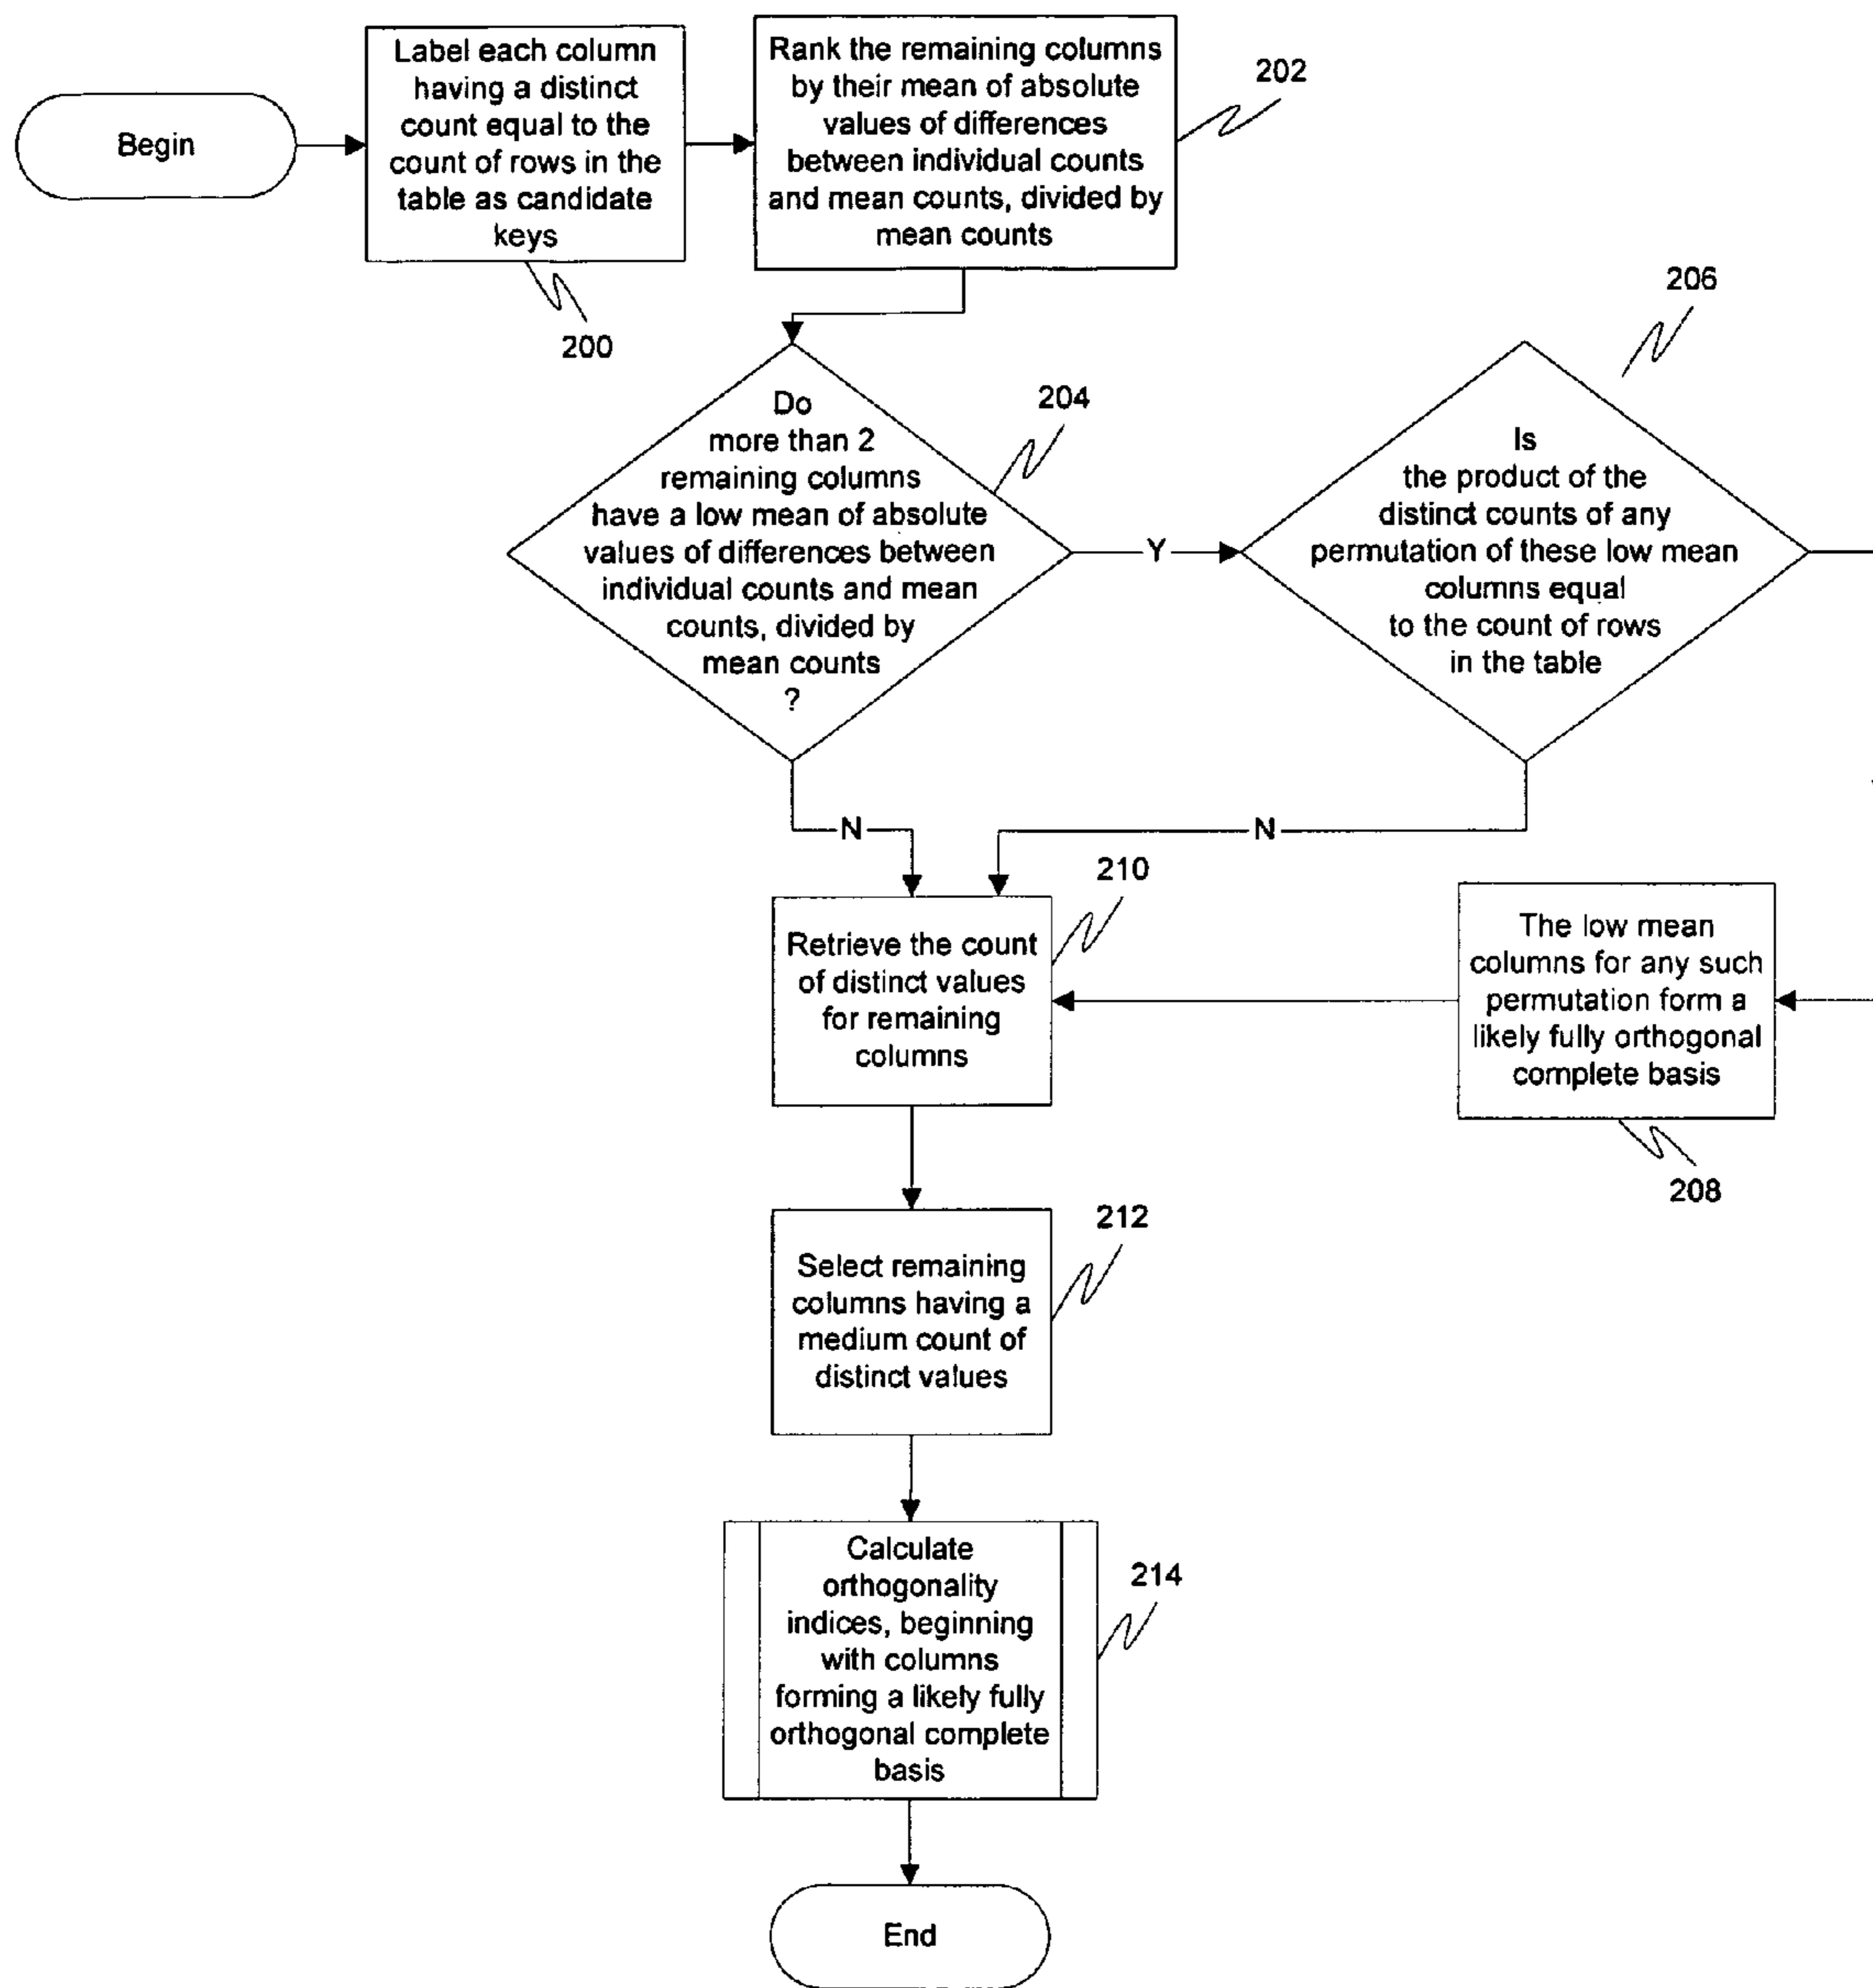 Begin
Label each column
having a distinct
count equal to the
count of rows in the
table as candidate
keys
200
Rank the remaining columns
by their mean of absolute
values of differences
between individual counts
and mean counts, divided by
mean counts
202
Do
more than 2
remaining columns
have a low mean of absolute
values of differences between
individual counts and mean
counts, divided by
mean counts
?
204
Y
N
Is
the product of the
distinct counts of any
permutation of these low mean
columns equal
to the count of rows
in the table
206
N
The low mean
columns for any such
permutation form a
likely fully orthogonal
complete basis
208
Retrieve the count
of distinct values
for remaining
columns
210
Select remaining
columns having a
medium count of
distinct values
212
Calculate
orthogonality
indices, beginning
with columns
forming a likely fully
orthogonal complete
basis
214
End